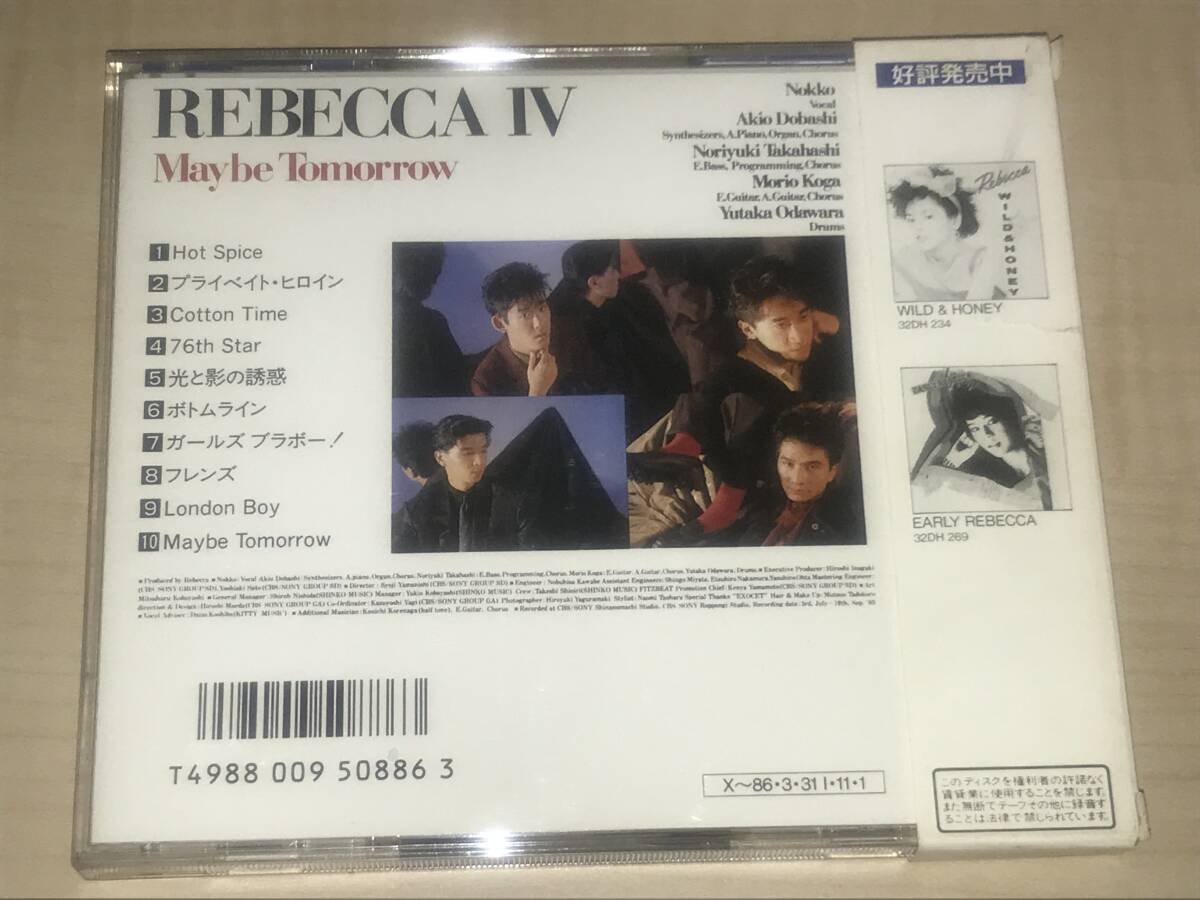 REBECCA IV
Maybe Tomorrow
Nokko
Vocal
Akio Dobashi
Synthesizers, A.Piano, Organ, Chorus
Noriyuki Takahashi
E.Bass, Programming, Chorus
Morio Koga
E.Guitar, A.Guitar, Chorus
Yutaka Odawara
Drums
1 Hot Spice
2 プライベイト・ヒロイン
3 Cotton Time
4 76th Star
5 光と影の誘惑
6 ボトムライン
7 ガールズ ブラボー!
8 フレンズ
9 London Boy
10 Maybe Tomorrow
T4988 009 50886 3
X〜86・3・31 I・11・1
好評発売中
Rebecca
WILD & HONEY
WILD & HONEY
32DH 234
EARLY REBECCA
32DH 269
このディスクを権利者の許諾なく
賃貸業に使用することを禁じます。
また無断でテープその他に録音す
ることは法律で禁じられています。